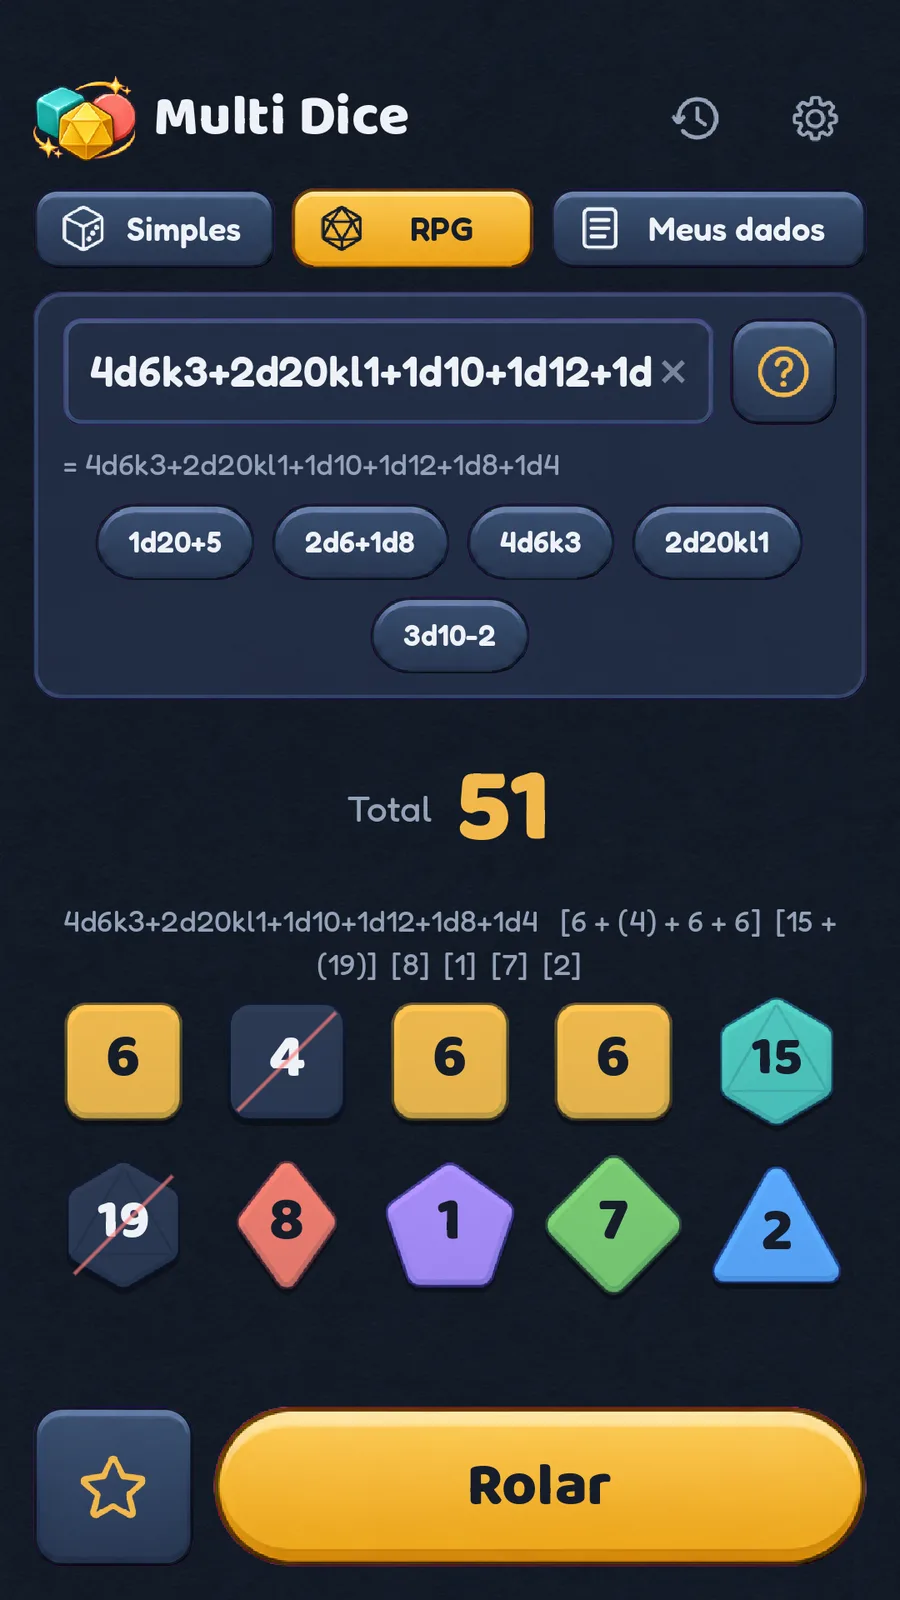 Multi Dice
Simples
RPG
Meus dados
4d6k3+2d20kl1+1d10+1d12+1d
= 4d6k3+2d20kl1+1d10+1d12+1d8+1d4
1d20+5
2d6+1d8
4d6k3
2d20kl1
3d10-2
Total 51
4d6k3+2d20kl1+1d10+1d12+1d8+1d4 [6 + (4) + 6 + 6] [15 +
(19)] [8] [1] [7] [2]
6
4
6
6
15
19
8
1
7
2
Rolar